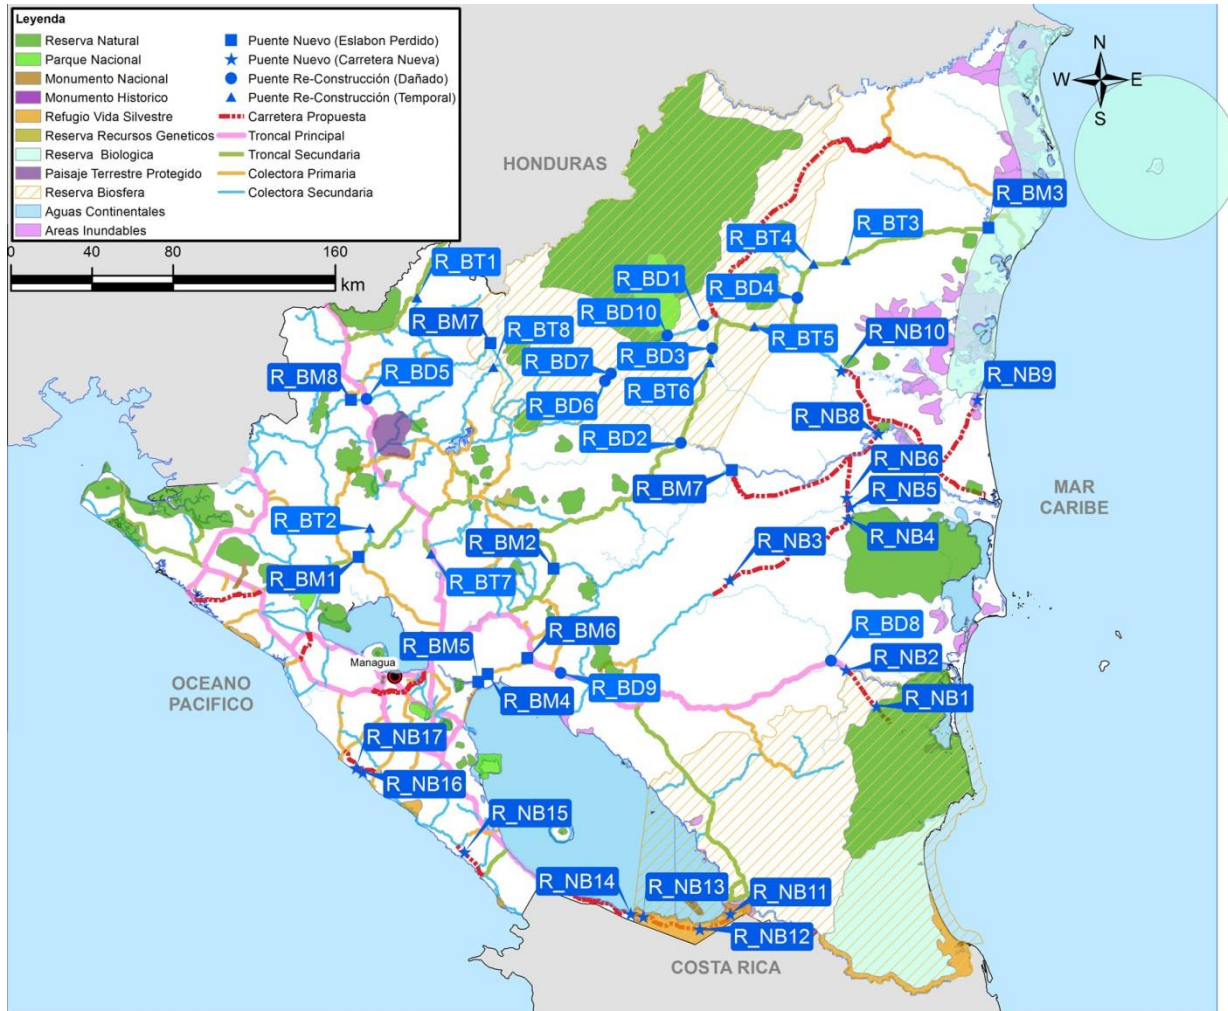 Leyenda
Reserva Natural
Parque Nacional
Monumento Nacional
Monumento Historico
Refugio Vida Silvestre
Reserva Recursos Geneticos
Reserva Biologica
Paisaje Terrestre Protegido
Reserva Biosfera
Aguas Continentales
Areas Inundables
Puente Nuevo (Eslabon Perdido)
Puente Nuevo (Carretera Nueva)
Puente Re-Construcción (Dañado)
Puente Re-Construcción (Temporal)
Carretera Propuesta
Troncal Principal
Troncal Secundaria
Colectora Primaria
Colectora Secundaria
0 40 80 160
km
N
W E
S
HONDURAS
R_BM3
R_BT4
R_BT3
R_BT1
R_BD1
R_BD4
R_BM7
R_BT8
R_BD10
R_BD7
R_BD3
R_BT5
R_NB10
R_BM8
R_BD5
R_BD6
R_BT6
R_NB9
R_NB8
R_BD2
R_NB6
R_BM7
R_NB5
MAR
CARIBE
R_BT2
R_NB4
R_BM2
R_NB3
R_BM1
R_BT7
R_BM6
R_BD8
R_BM5
R_NB2
Managua
OCEANO
PACIFICO
R_BM4
R_BD9
R_NB1
R_NB17
R_NB16
R_NB15
R_NB14
R_NB13
R_NB11
R_NB12
COSTA RICA